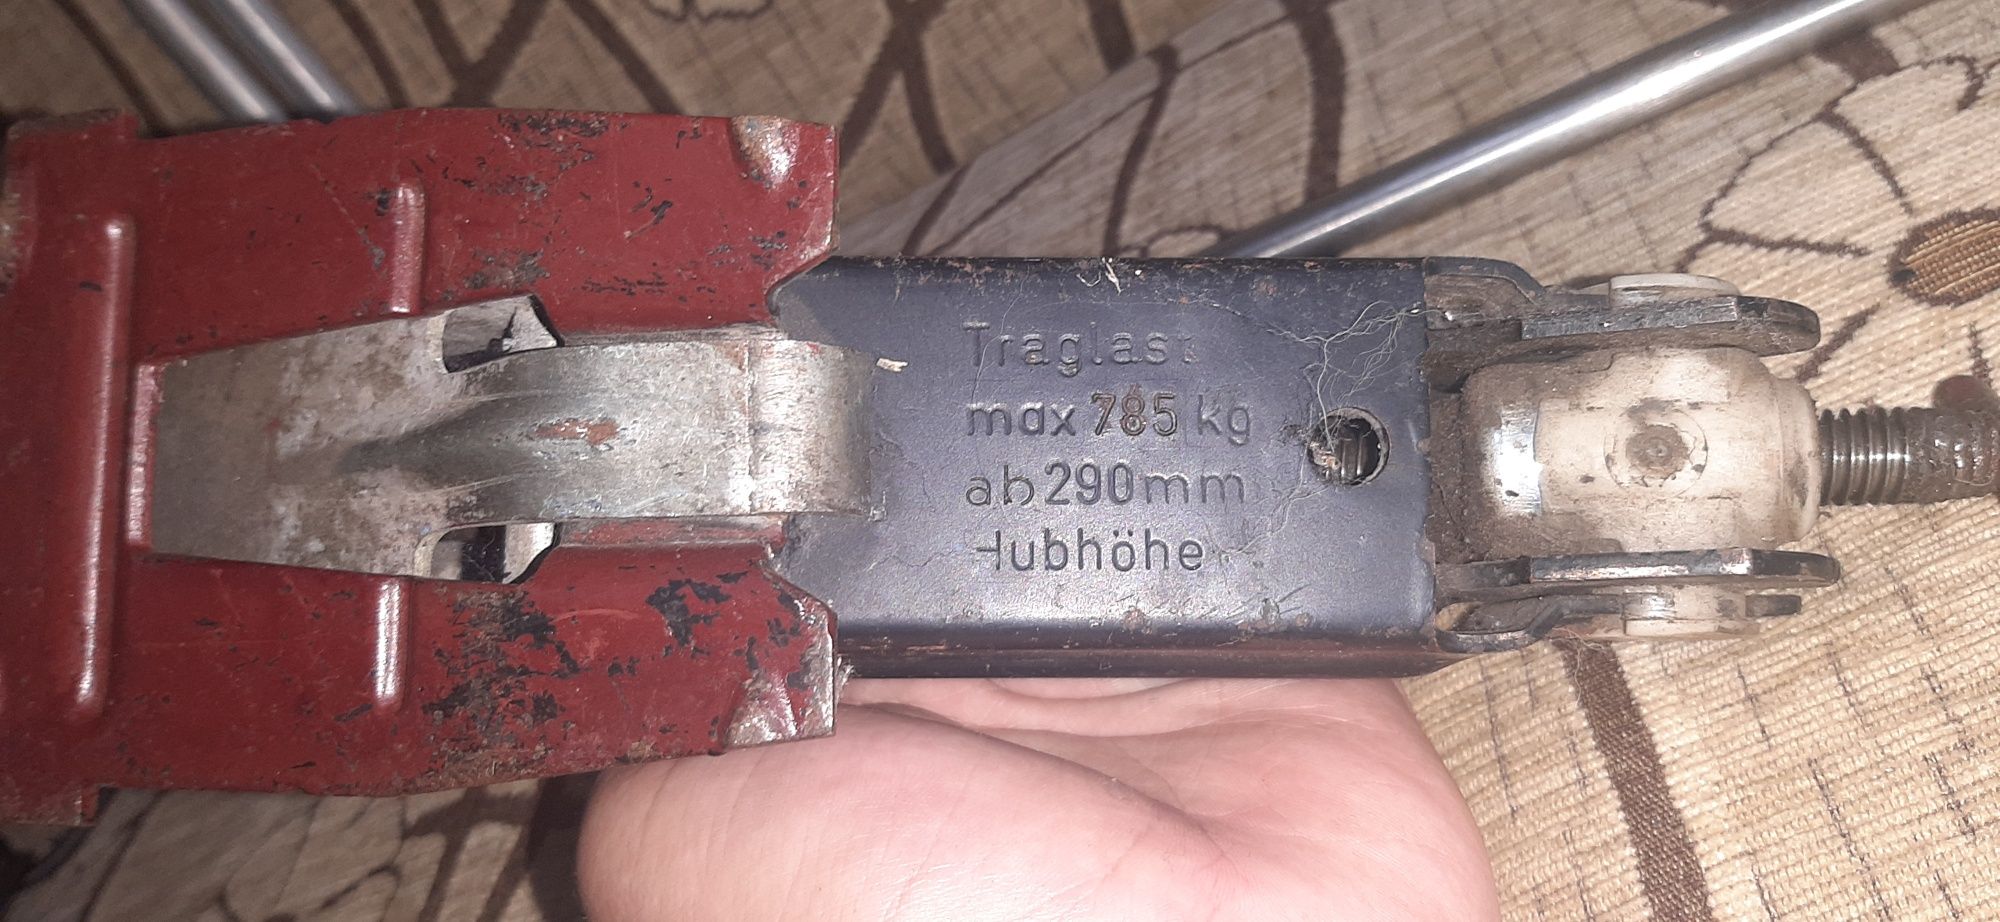 Traglast
max 785 kg
ab 290 mm
Hubhöhe